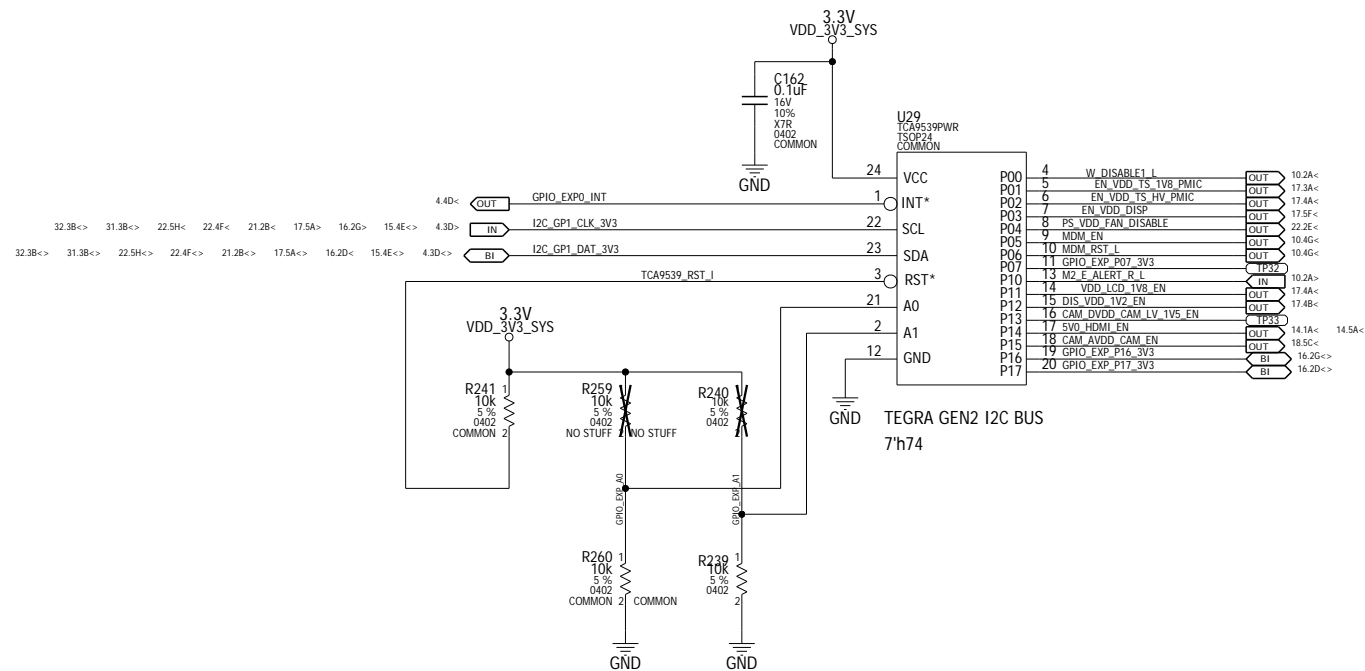 3.3V
VDD_3V3_SYS
C162
0.1uF
16V
10%
X7R
0402
COMMON
GND
U29
TCA9539PWR
TSOP24
COMMON
24 VCC
1 INT*
22 SCL
23 SDA
3 RST*
21 A0
2 A1
12 GND
P00 4 W_DISABLE1_L OUT 10.2A<
P01 5 EN_VDD_TS_1V8_PMIC OUT 17.3A<
P02 6 EN_VDD_TS_HV_PMIC OUT 17.4A<
P03 7 EN_VDD_DISP OUT 17.5F<
P04 8 PS_VDD_FAN_DISABLE OUT 22.2E<
P05 9 MDM_EN OUT 10.4G<
P06 10 MDM_RST_L OUT 10.4G<
P07 11 GPIO_EXP_P07_3V3 TP32
P10 13 M2_E_ALERT_R_L IN 10.2A>
P11 14 VDD_LCD_1V8_EN OUT 17.4A<
P12 15 DIS_VDD_1V2_EN OUT 17.4B<
P13 16 CAM_DVDD_CAM_LV_1V5_EN TP33
P14 17 5V0_HDMI_EN OUT 14.1A< 14.5A<
P15 18 CAM_AVDD_CAM_EN OUT 18.5C<
P16 19 GPIO_EXP_P16_3V3 BI 16.2G<>
P17 20 GPIO_EXP_P17_3V3 BI 16.2D<>
4.4D< OUT GPIO_EXP0_INT
32.3B<> 31.3B<> 22.5H< 22.4F< 21.2B< 17.5A> 16.2G> 15.4E<> 4.3D> IN I2C_GP1_CLK_3V3
32.3B<> 31.3B<> 22.5H<> 22.4F<> 21.2B<> 17.5A<> 16.2D< 15.4E<> 4.3D<> BI I2C_GP1_DAT_3V3
TCA9539_RST_I
3.3V
VDD_3V3_SYS
R241 1
10k
5 %
0402
COMMON 2
R259 1
10k
5 %
0402
NO STUFF 2 NO STUFF
R240 1
10k
5 %
0402
2
GPIO_EXP_A0
GPIO_EXP_A1
GND
TEGRA GEN2 I2C BUS
7'h74
R260 1
10k
5 %
0402
COMMON 2 COMMON
R239 1
10k
5 %
0402
2
GND
GND